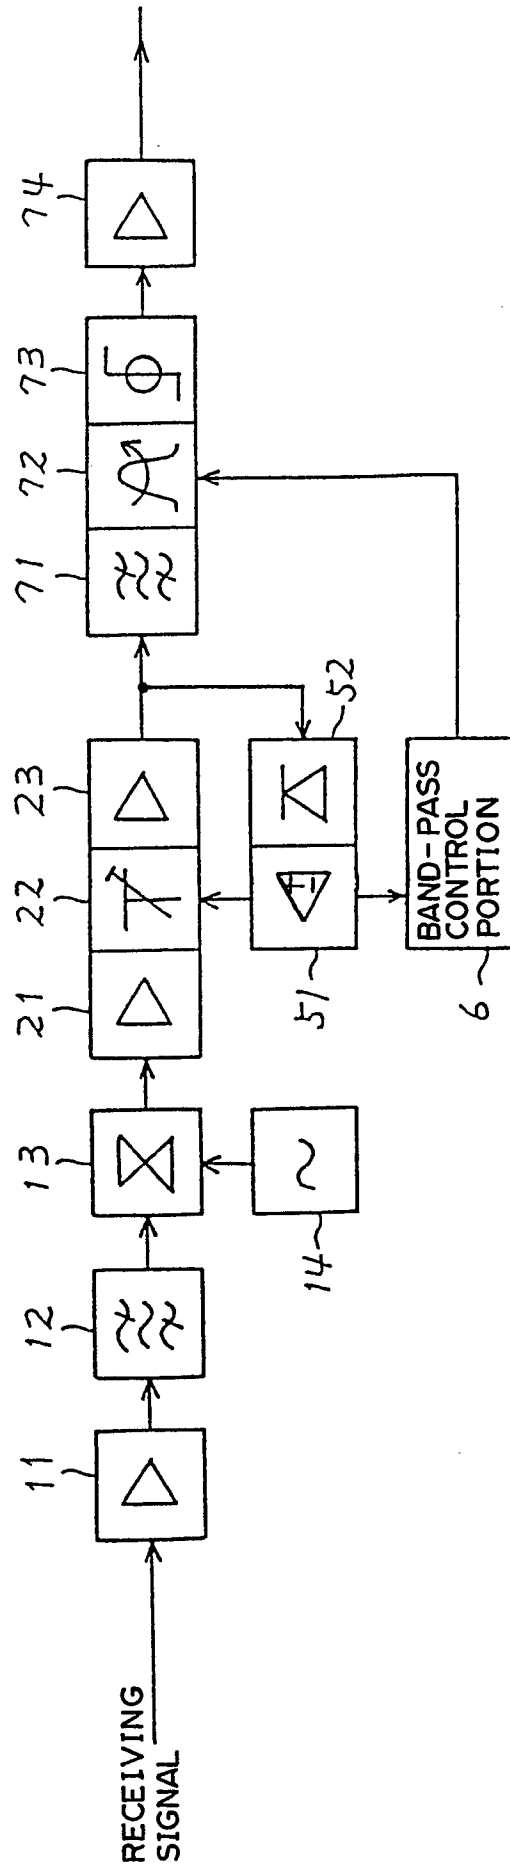 RECEIVING
SIGNAL
11
12
13
14
21
22
23
51
52
BAND-PASS
CONTROL
PORTION
6
71
72
73
74